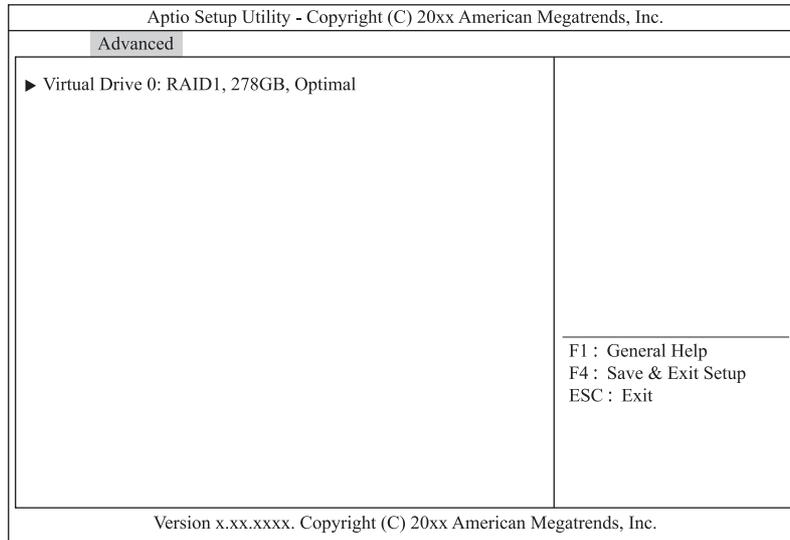 Aptio Setup Utility - Copyright (C) 20xx American Megatrends, Inc.
Advanced
▶ Virtual Drive 0: RAID1, 278GB, Optimal
F1 : General Help
F4 : Save & Exit Setup
ESC : Exit
Version x.xx.xxxx. Copyright (C) 20xx American Megatrends, Inc.